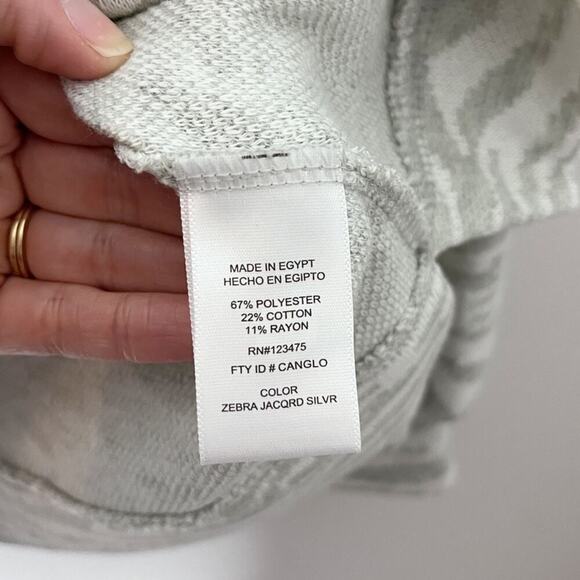 MADE IN EGYPT
HECHO EN EGIPTO
67% POLYESTER
22% COTTON
11% RAYON
RN#123475
FTY ID # CANGLO
COLOR
ZEBRA JACQRD SILVR